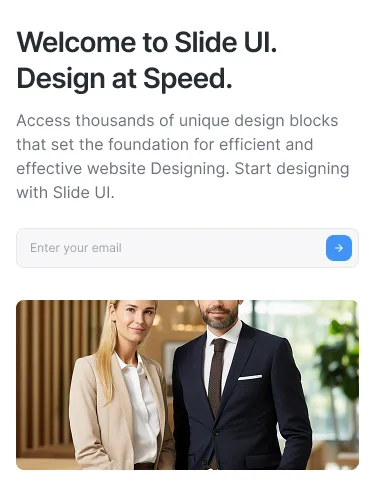 Welcome to Slide UI.
Design at Speed.
Access thousands of unique design blocks
that set the foundation for efficient and
effective website Designing. Start designing
with Slide UI.
Enter your email